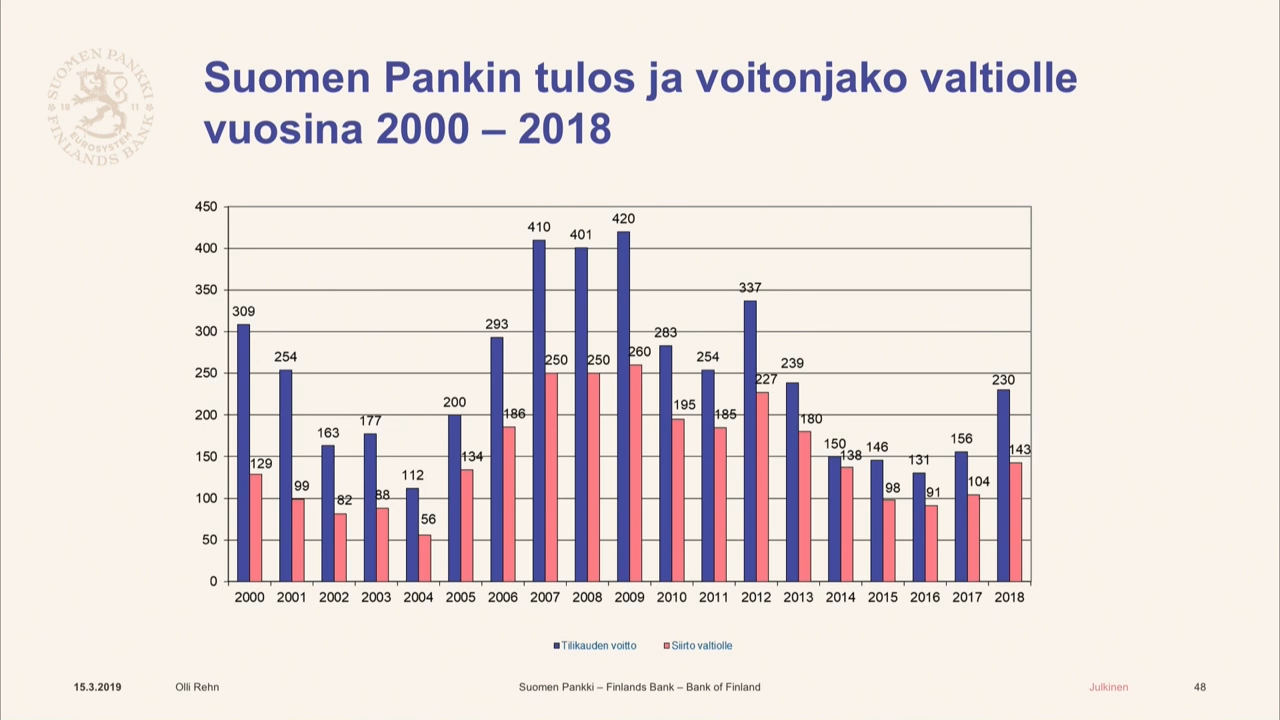 SUOMEN PANKKI
18 11
EUROSYSTEM
FINLANDS BANK
Suomen Pankin tulos ja voitonjako valtiolle
vuosina 2000 – 2018
450
400
350
300
250
200
150
100
50
0
309 254 163 177 112 200 293 410 401 420 283 254 337 239 150 146 131 156 230
129 99 82 88 56 134 186 250 250 260 195 185 227 180 138 98 91 104 143
2000 2001 2002 2003 2004 2005 2006 2007 2008 2009 2010 2011 2012 2013 2014 2015 2016 2017 2018
Tilikauden voitto Siirto valtiolle
15.3.2019 Olli Rehn Suomen Pankki – Finlands Bank – Bank of Finland Julkinen 48